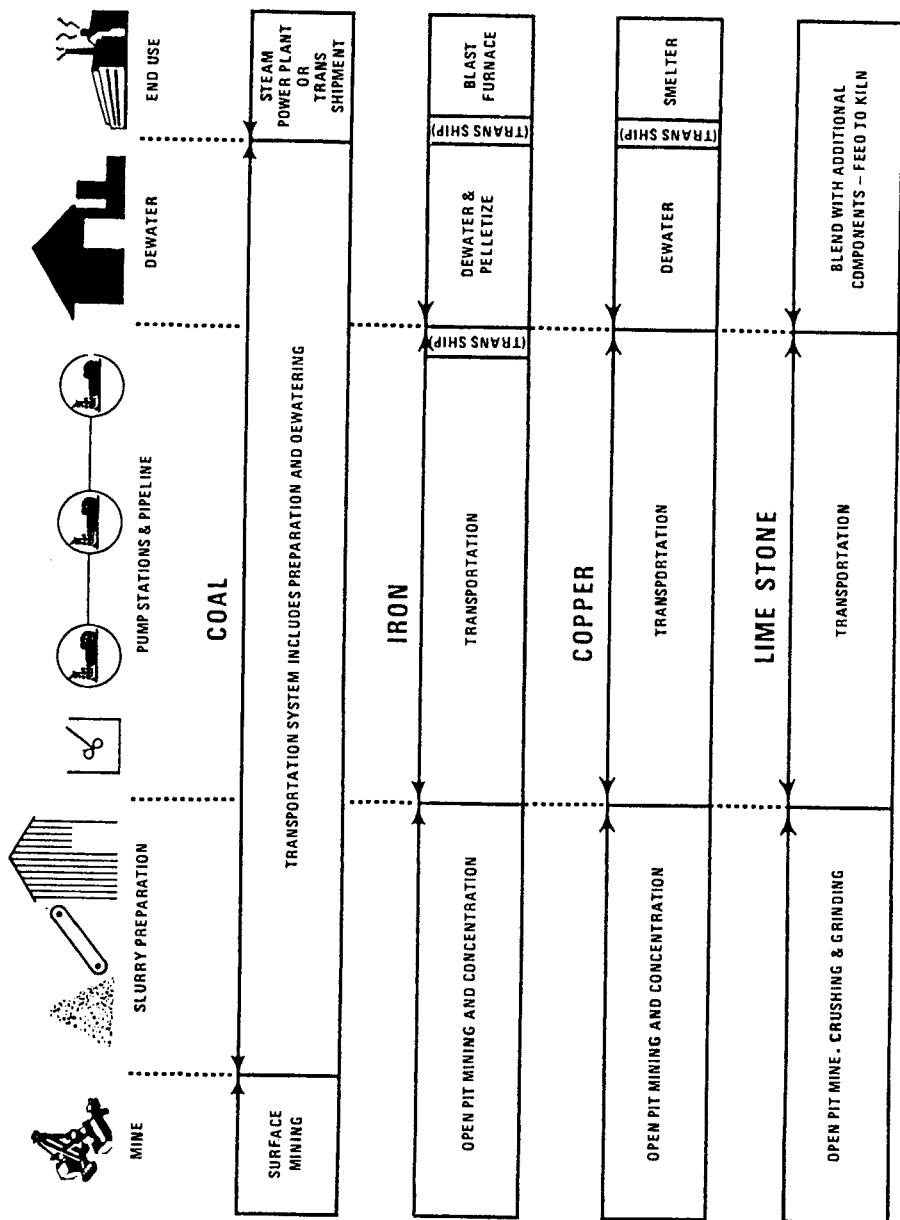 MINE
SLURRY PREPARATION
PUMP STATIONS & PIPELINE
DEWATER
END USE
COAL
SURFACE
MINING
TRANSPORTATION SYSTEM INCLUDES PREPARATION AND DEWATERING
STEAM
POWER PLANT
OR
TRANS
SHIPMENT
IRON
OPEN PIT MINING AND CONCENTRATION
TRANSPORTATION
(TRANS SHIP)
DEWATER &
PELLETIZE
(TRANS SHIP)
BLAST
FURNACE
COPPER
OPEN PIT MINING AND CONCENTRATION
TRANSPORTATION
DEWATER
(TRANS SHIP)
SMELTER
LIME STONE
OPEN PIT MINE. CRUSHING & GRINDING
TRANSPORTATION
BLEND WITH ADDITIONAL
COMPONENTS – FEED TO KILN